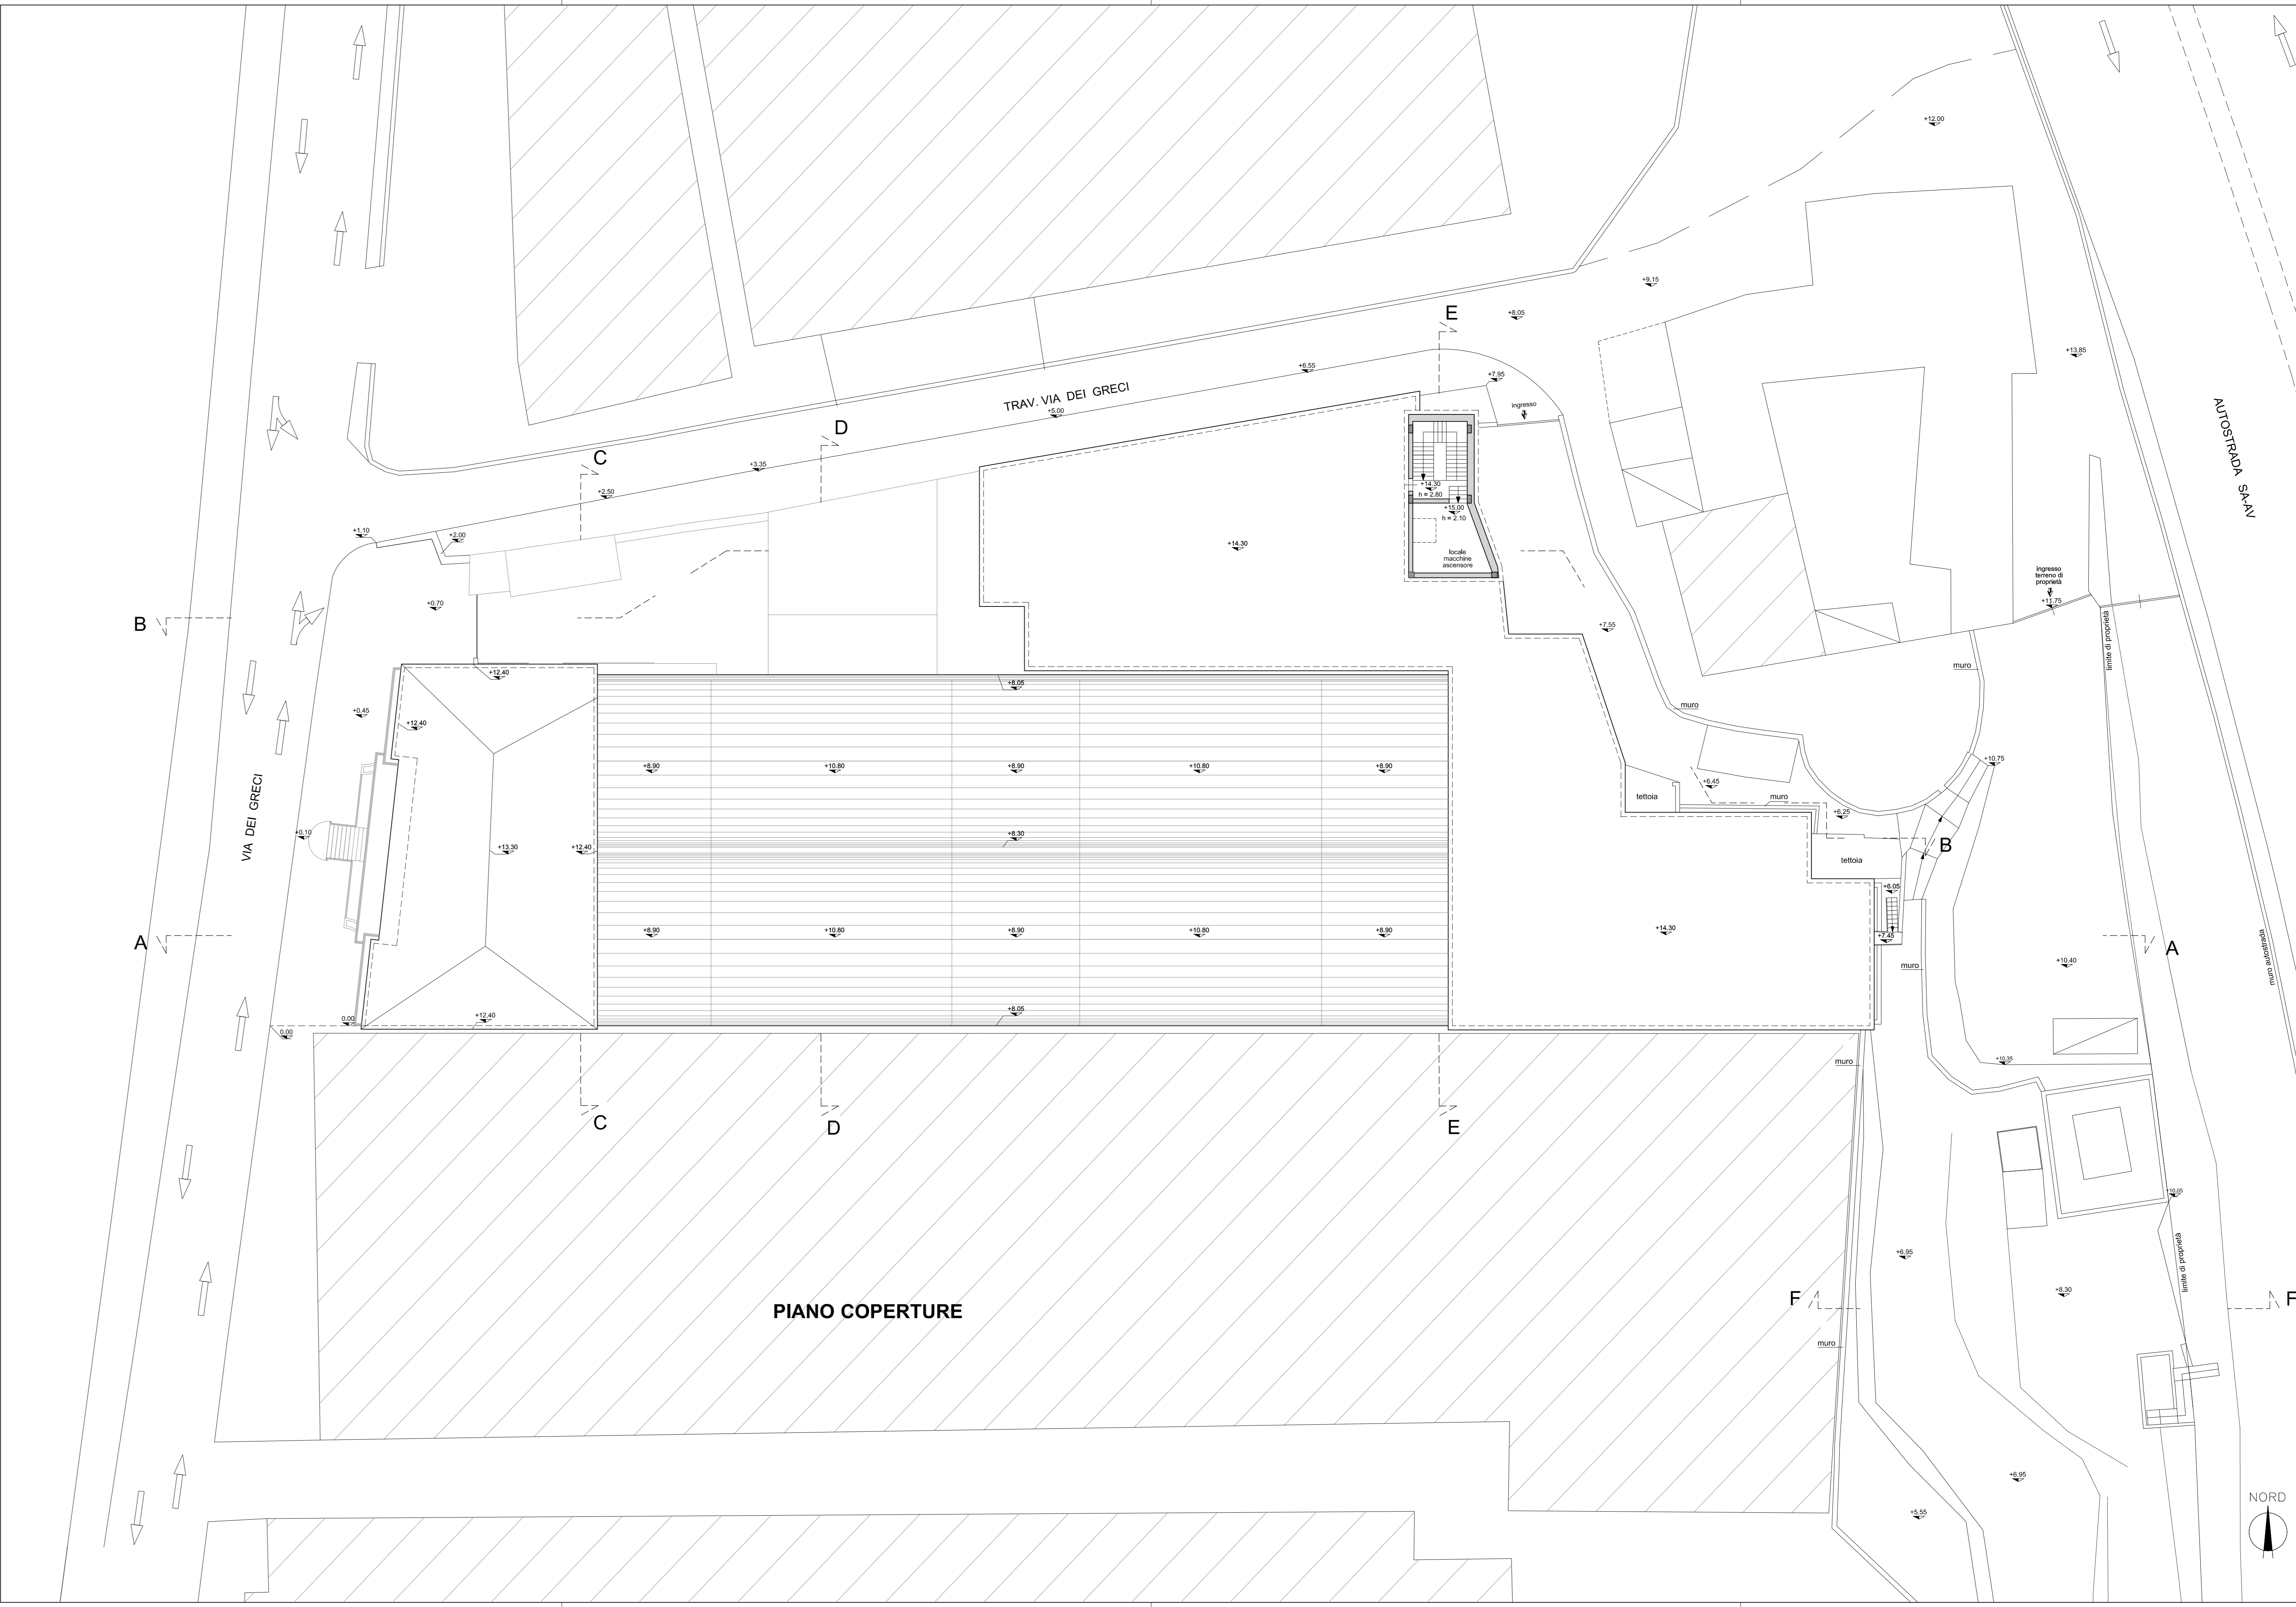 +12.00
+9.15
E
+8.05
+13.85
+6.55
+7.95
TRAV. VIA DEI GRECI
AUTOSTRADA SA-AV
ingresso
+5.00
D
C
+3.35
+2.50
+14.30
h = 2.80
+15.00
h = 2.10
+1.10
+2.00
+14.30
locale
macchine
ascensore
ingresso
terreno di
proprietà
+11.75
+0.70
B
+7.55
limite di proprietà
muro
+12.40
+8.05
muro
+0.45
+12.40
+10.75
+8.90
+10.80
+8.90
+10.80
+8.90
+6.45
tettoia
muro
+6.25
VIA DEI GRECI
+0.10
+8.30
+13.30
+12.40
B
tettoia
+6.05
+8.90
+10.80
+8.90
+10.80
+8.90
+14.30
+7.45
A
A
muro autostrada
muro
+10.40
+8.05
+12.40
0.00
0.00
muro
+10.35
C
D
E
+10.05
+6.95
limite di proprietà
+8.30
F
F
PIANO COPERTURE
muro
+6.95
NORD
+5.55